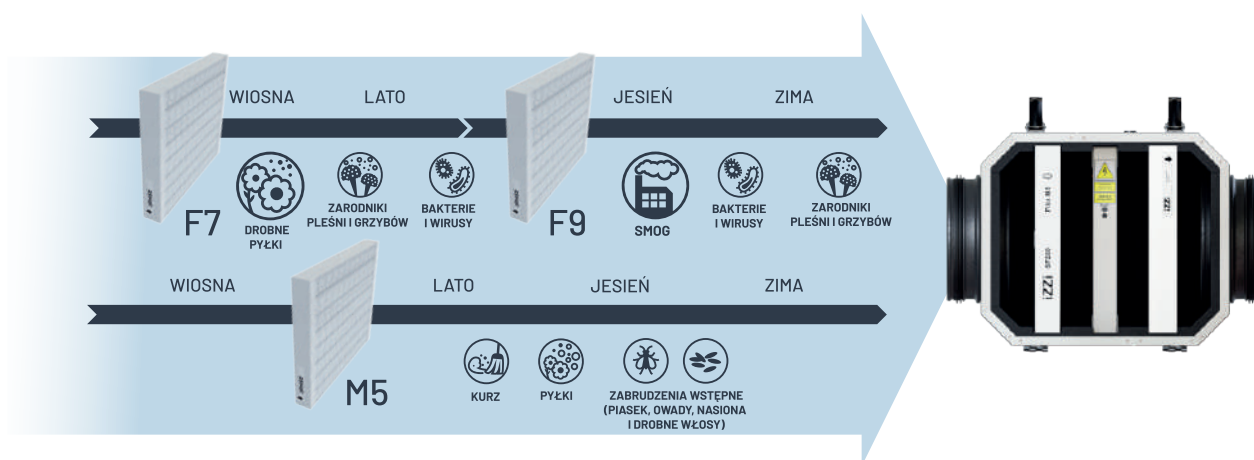 WIOSNA
LATO
JESIEŃ
ZIMA
F7
DROBNE
PYŁKI
ZARODNIKI
PLEŚNI I GRZYBÓW
BAKTERIE
I WIRUSY
F9
SMOG
BAKTERIE
I WIRUSY
ZARODNIKI
PLEŚNI I GRZYBÓW
WIOSNA
LATO
JESIEŃ
ZIMA
M5
KURZ
PYŁKI
ZABRUDZENIA WSTĘPNE
(PIASEK, OWADY, NASIONA
I DROBNE WŁOSY)
iZZi
iZZi